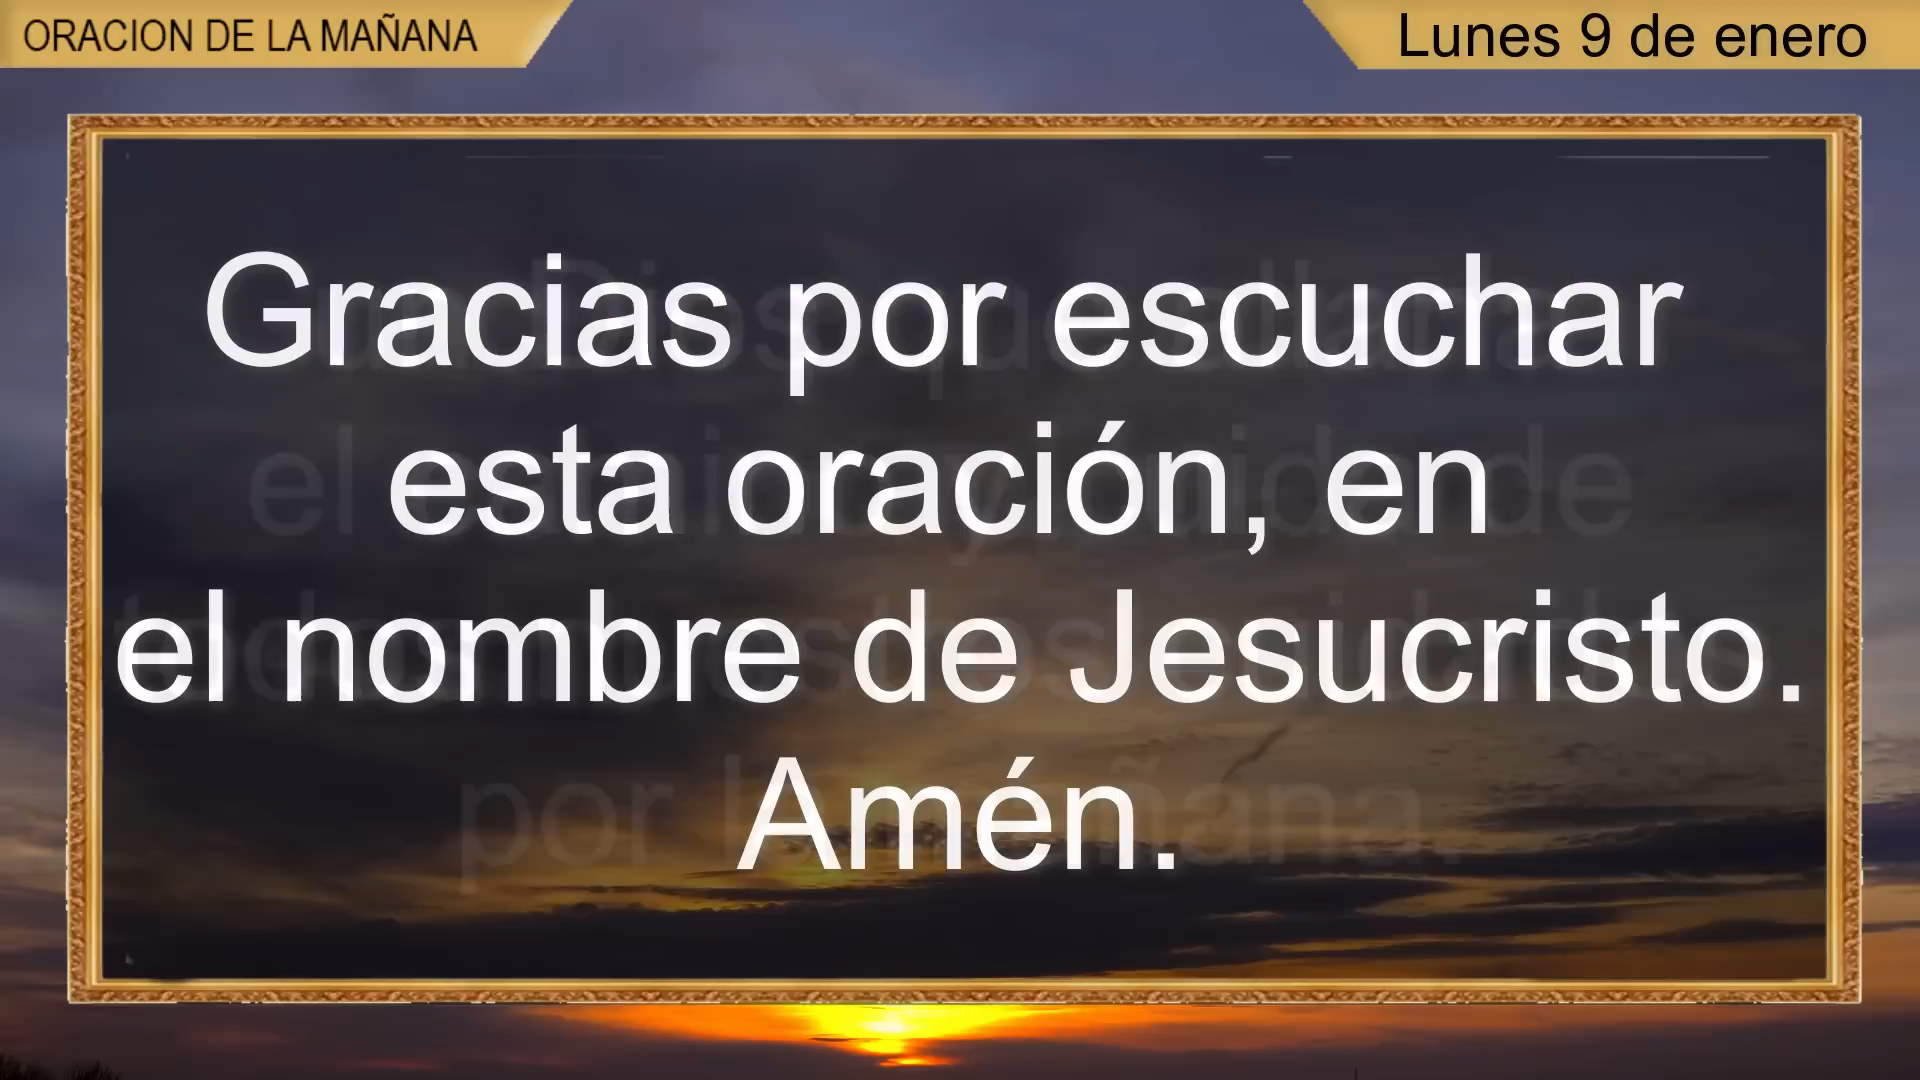 ORACION DE LA MAÑANA
Lunes 9 de enero
Gracias por escuchar
esta oración, en
el nombre de Jesucristo.
Amén.